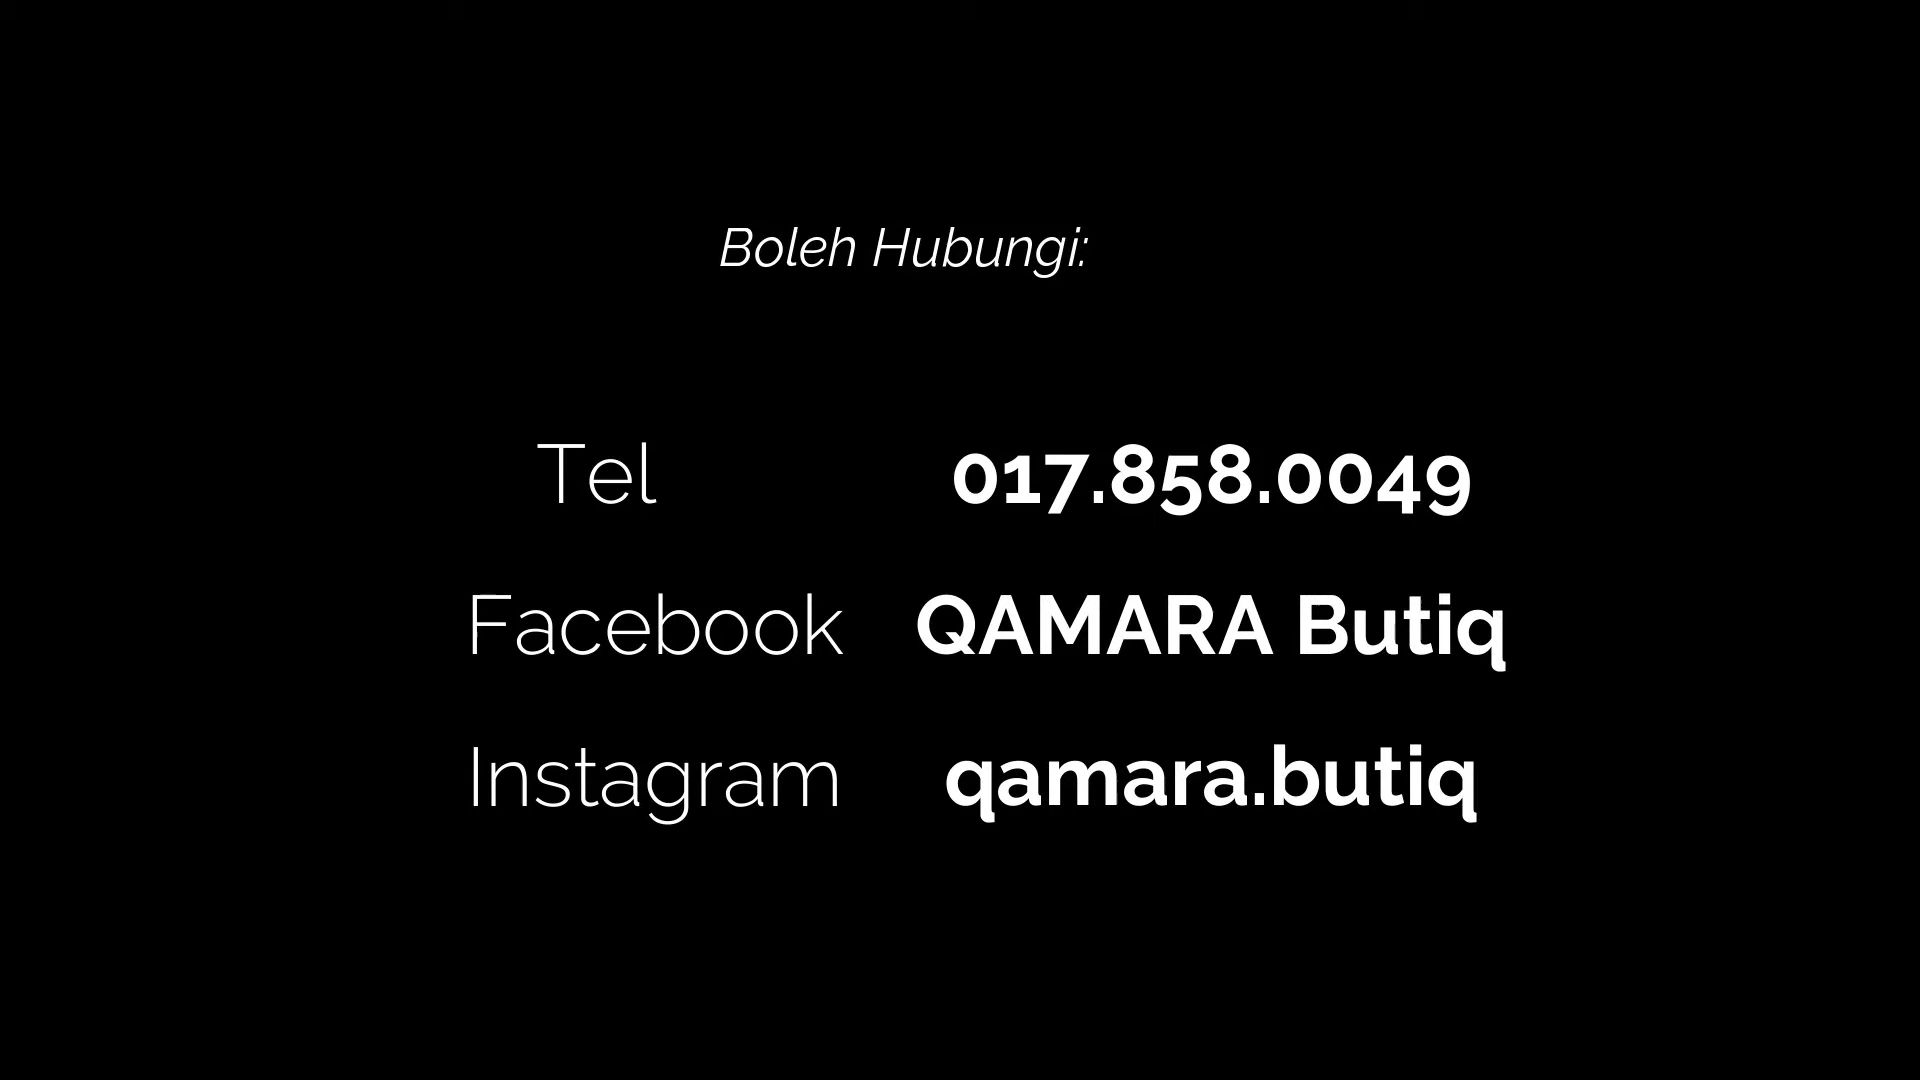 Boleh Hubungi:
Tel 017.858.0049
Facebook QAMARA Butiq
Instagram qamara.butiq